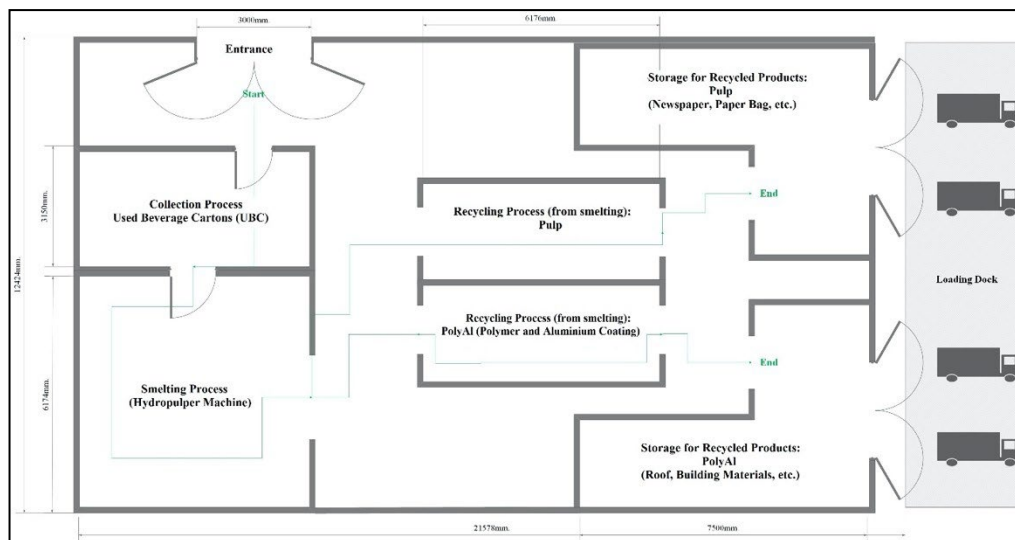 3000mm.
6176mm.
Entrance
Start
Storage for Recycled Products:
Pulp
(Newspaper, Paper Bag, etc.)
3150mm.
Collection Process
Used Beverage Cartons (UBC)
Recycling Process (from smelting):
Pulp
End
12424mm.
Loading Dock
Recycling Process (from smelting):
PolyAl (Polymer and Aluminium Coating)
End
6174mm.
Smelting Process
(Hydropulper Machine)
Storage for Recycled Products:
PolyAl
(Roof, Building Materials, etc.)
21578mm.
7500mm.